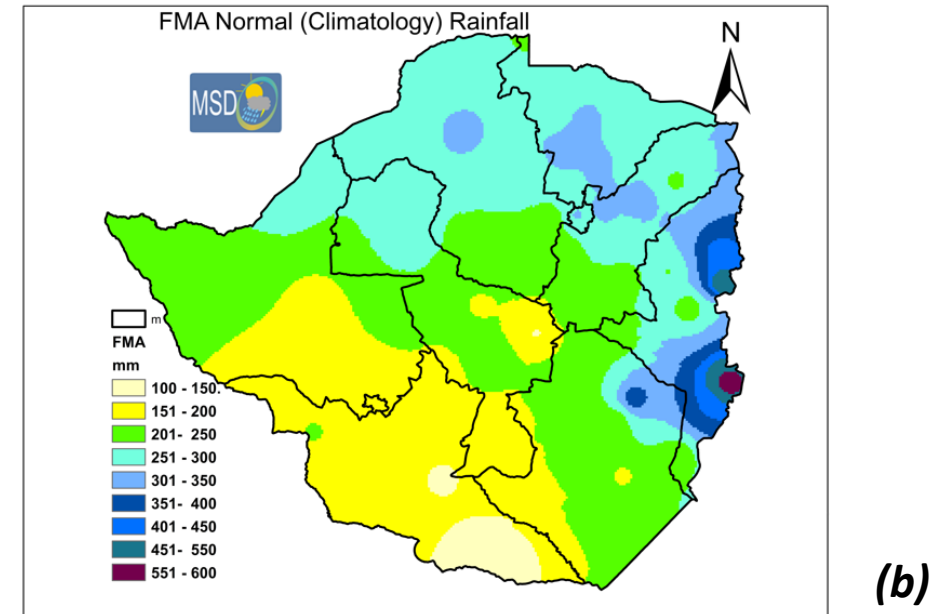 FMA Normal (Climatology) Rainfall
N
MSD
m
FMA
mm
100 - 150.
151 - 200
201- 250
251 - 300
301 - 350
351- 400
401 - 450
451- 550
551 - 600
(b)